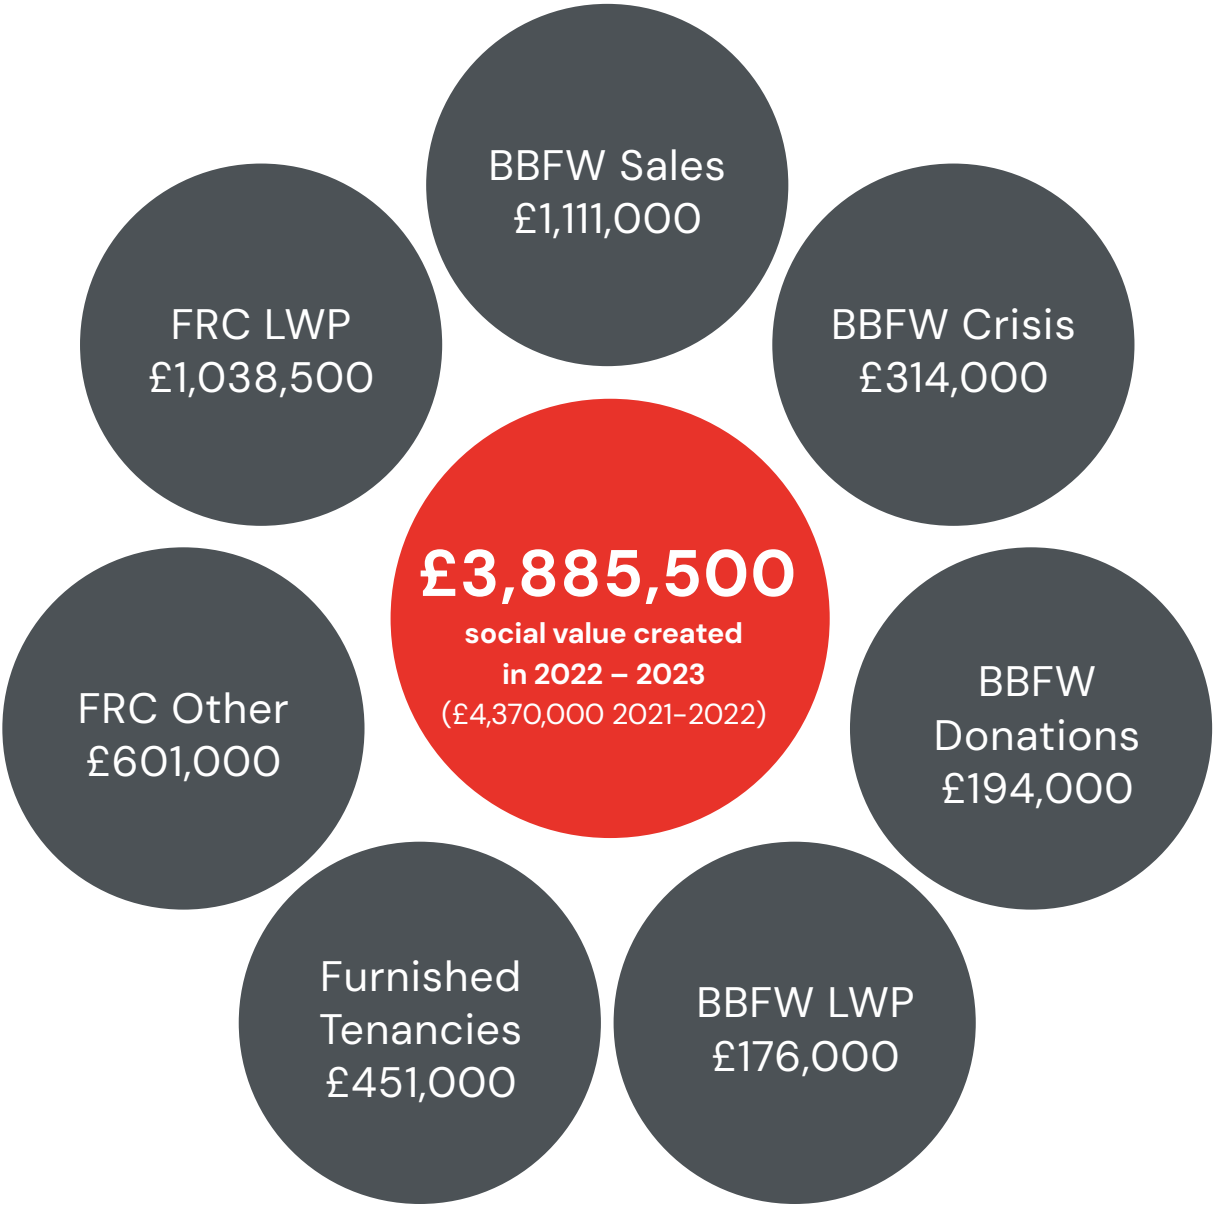 BBFW Sales
£1,111,000
FRC LWP
£1,038,500
BBFW Crisis
£314,000
£3,885,500
social value created
in 2022 – 2023
(£4,370,000 2021-2022)
FRC Other
£601,000
BBFW
Donations
£194,000
Furnished
Tenancies
£451,000
BBFW LWP
£176,000